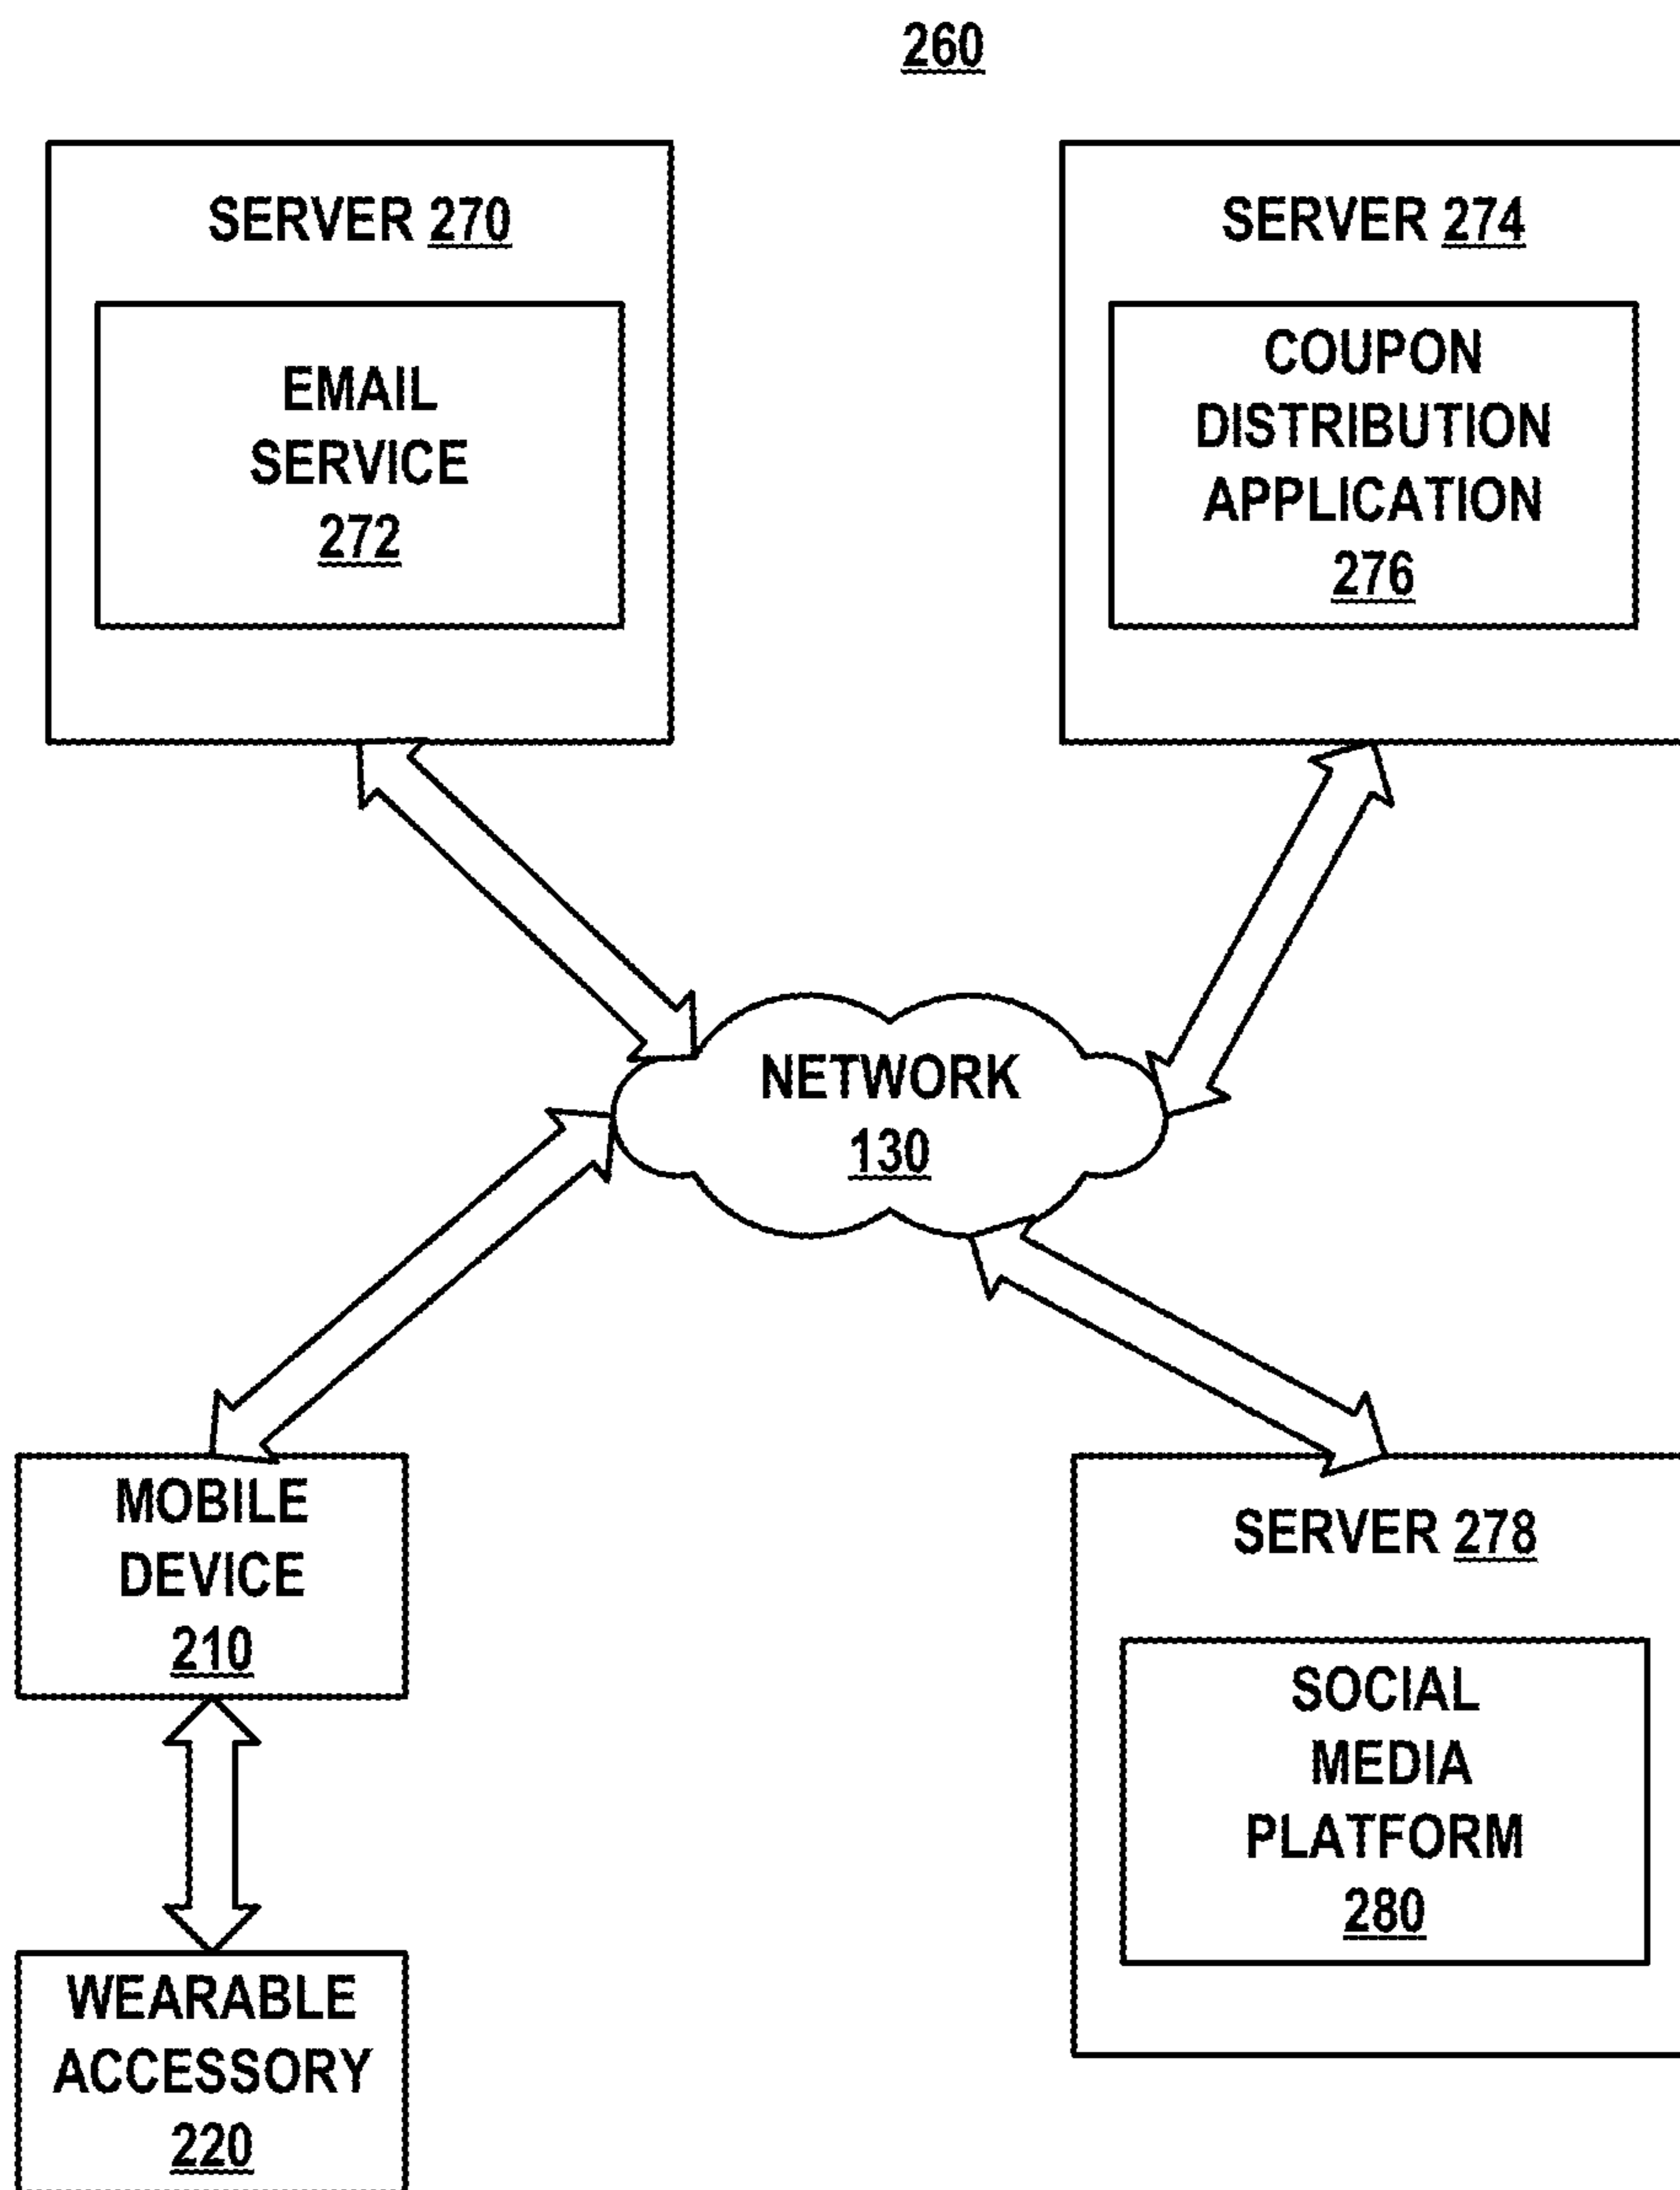 260
SERVER 270
EMAIL
SERVICE
272
SERVER 274
COUPON
DISTRIBUTION
APPLICATION
276
NETWORK
130
MOBILE
DEVICE
210
WEARABLE
ACCESSORY
220
SERVER 278
SOCIAL
MEDIA
PLATFORM
280